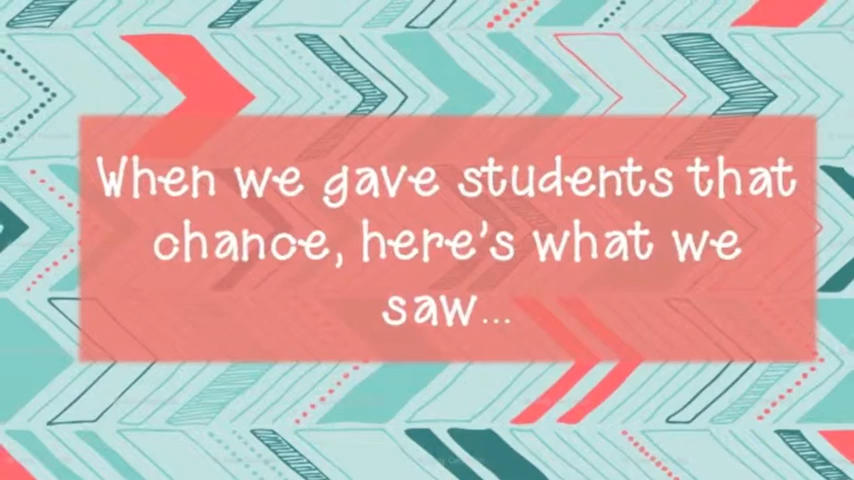 When we gave students that
chance, here's what we
saw...